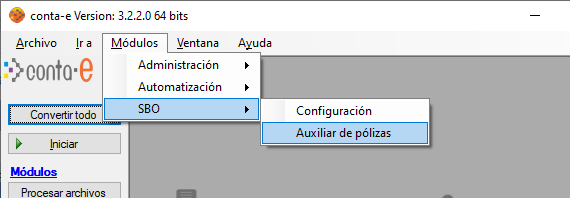 conta-e Version: 3.2.2.0 64 bits
Archivo Ir a Módulos Ventana Ayuda
conta·e
Administración
Automatización
SBO
Configuración
Auxiliar de pólizas
Convertir todo
Iniciar
Módulos
Procesar archivos